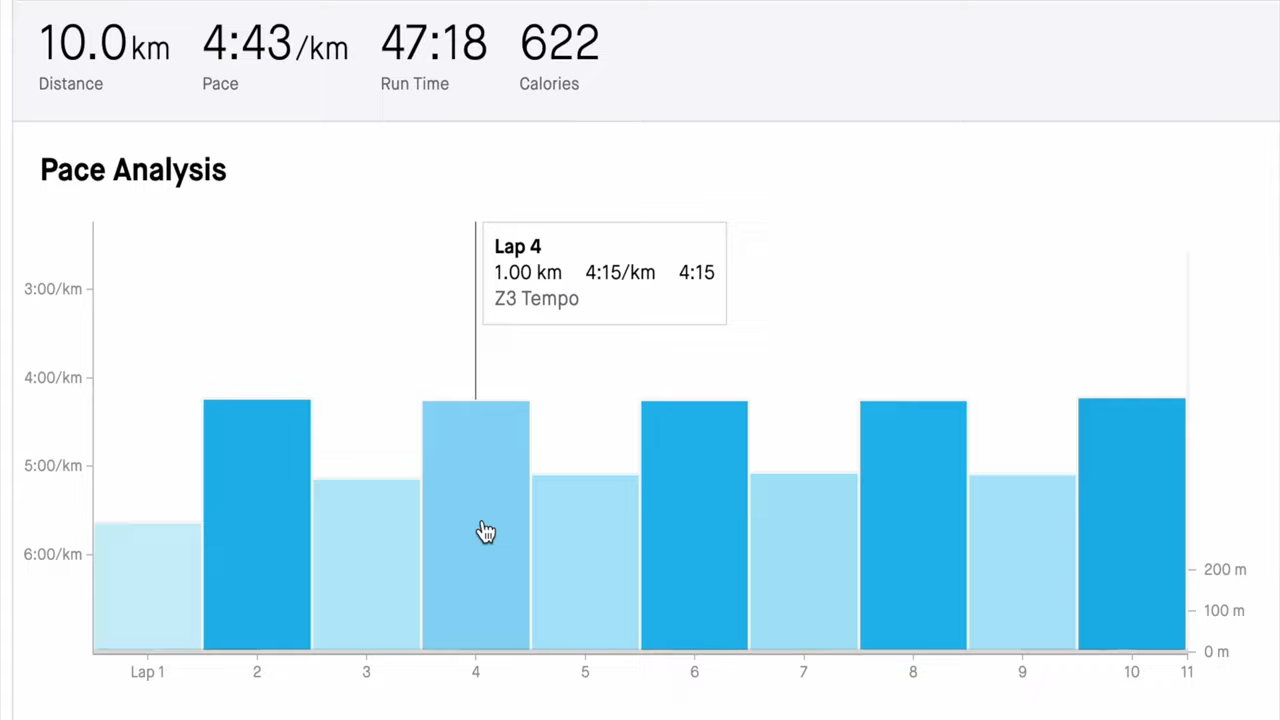 10.0 km 4:43 /km 47:18 622
Distance Pace Run Time Calories
Pace Analysis
Lap 4
1.00 km 4:15/km 4:15
Z3 Tempo
3:00/km
4:00/km
5:00/km
6:00/km
200 m
100 m
0 m
Lap 1 2 3 4 5 6 7 8 9 10 11